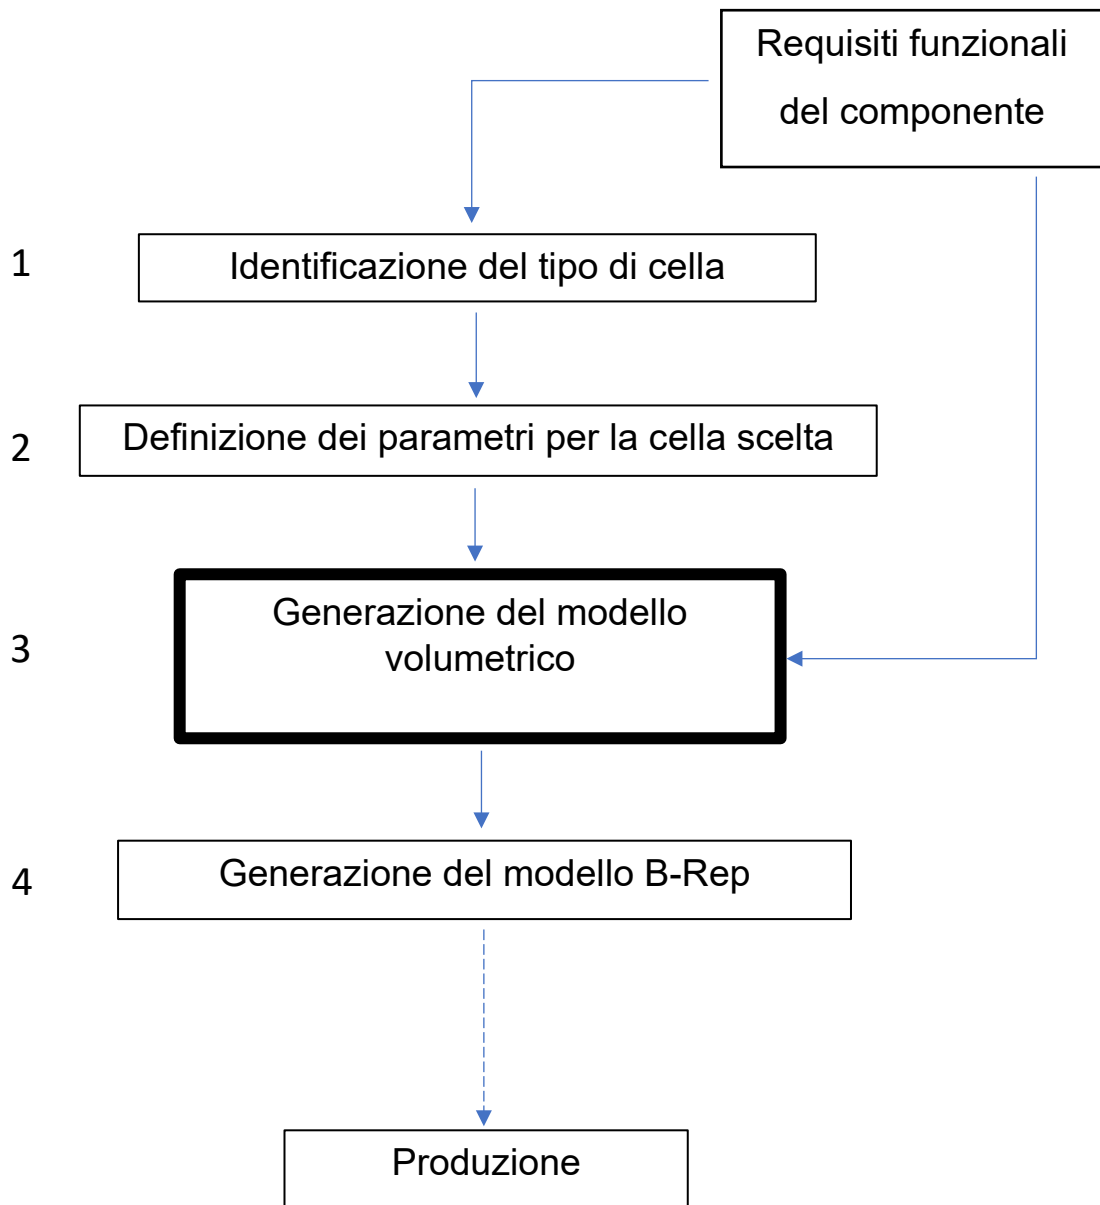 Requisiti funzionali
del componente
1
Identificazione del tipo di cella
2
Definizione dei parametri per la cella scelta
3
Generazione del modello
volumetrico
4
Generazione del modello B-Rep
Produzione